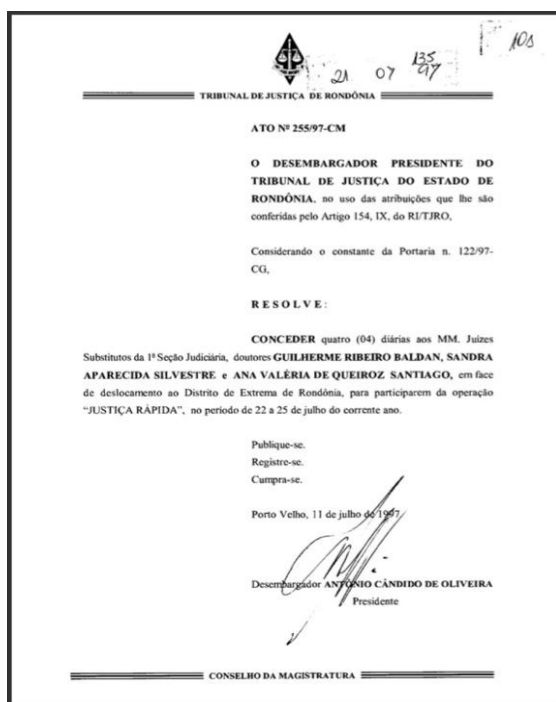 10s
135
21 07 97
TRIBUNAL DE JUSTIÇA DE RONDÔNIA
ATO Nº 255/97-CM
O DESEMBARGADOR PRESIDENTE DO
TRIBUNAL DE JUSTIÇA DO ESTADO DE
RONDÔNIA, no uso das atribuições que lhe são
conferidas pelo Artigo 154, IX, do RI/TJRO,
Considerando o constante da Portaria n. 122/97-
CG,
R E S O L V E :
CONCEDER quatro (04) diárias aos MM. Juízes
Substitutos da 1ª Seção Judiciária, doutores GUILHERME RIBEIRO BALDAN, SANDRA
APARECIDA SILVESTRE e ANA VALÉRIA DE QUEIROZ SANTIAGO, em face
de deslocamento ao Distrito de Extrema de Rondônia, para participarem da operação
“JUSTIÇA RÁPIDA”, no período de 22 a 25 de julho do corrente ano.
Publique-se.
Registre-se.
Cumpra-se.
Porto Velho, 11 de julho de 1997.
Desembargador ANTÔNIO CÂNDIDO DE OLIVEIRA
Presidente
CONSELHO DA MAGISTRATURA